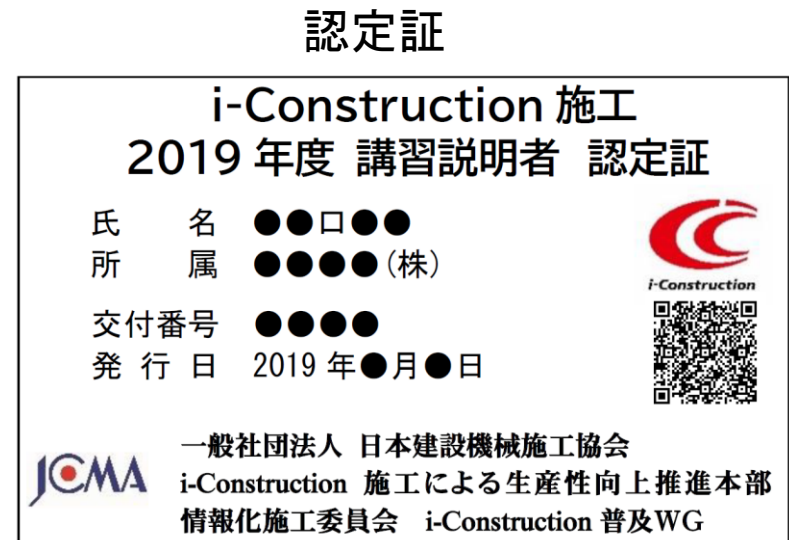 認定証
i-Construction 施工
2019 年度 講習説明者 認定証
氏 名 ●●口●●
所 属 ●●●●(株)
i-Construction
交付番号 ●●●●
発 行 日 2019 年●月●日
JCMA
一般社団法人 日本建設機械施工協会
i-Construction 施工による生産性向上推進本部
情報化施工委員会 i-Construction 普及WG